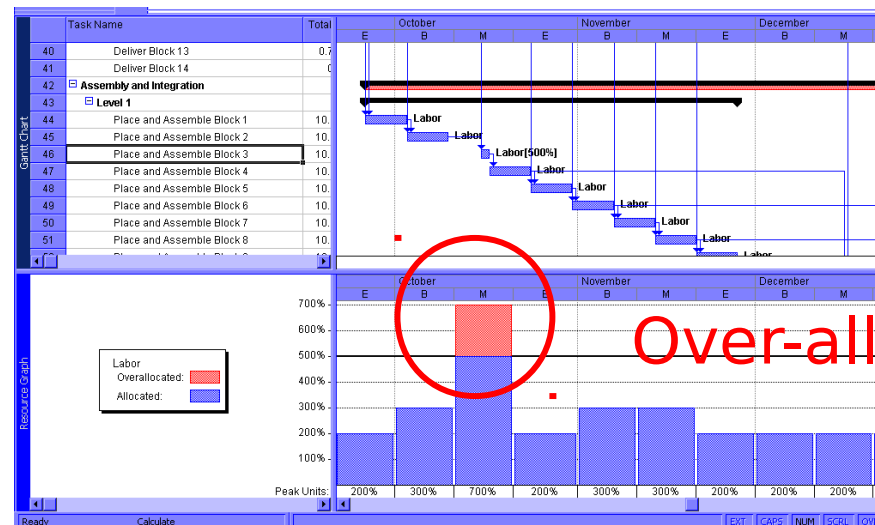 Task Name Total October November December
E B M E B M E B M
40 Deliver Block 13 0.7
41 Deliver Block 14
42 Assembly and Integration
43 Level 1
44 Place and Assemble Block 1 10. Labor
45 Place and Assemble Block 2 10. Labor
46 Place and Assemble Block 3 10. Labor[500%]
47 Place and Assemble Block 4 10. Labor
48 Place and Assemble Block 5 10. Labor
49 Place and Assemble Block 6 10. Labor
50 Place and Assemble Block 7 10. Labor
51 Place and Assemble Block 8 10. Labor
Gantt Chart
October November December
E B M E B M E B M
700%
600%
Over-all
500%
Labor
Overallocated:
400%
Allocated:
300%
200%
100%
Resource Graph
Peak Units: 200% 300% 700% 200% 300% 300% 200% 200% 200%
Ready Calculate EXT CAPS NUM SCRL OV